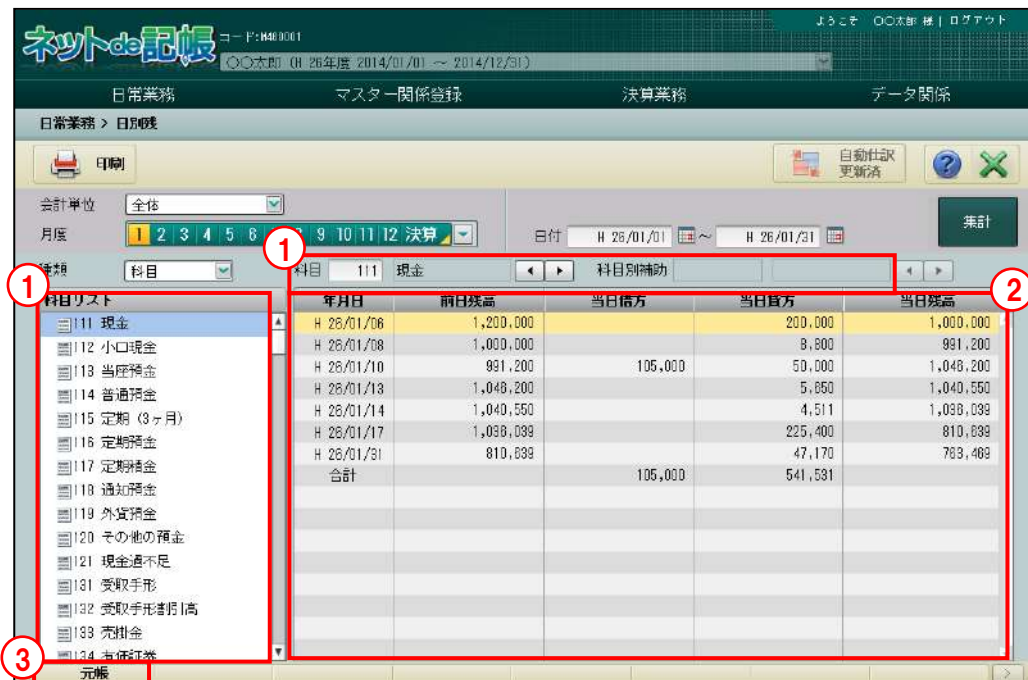 ようこそ 〇〇太郎 様 | ログアウト
ネットde記帳 コード:M400001
〇〇太郎 (H 26年度 2014/01/01 ～ 2014/12/31)
日常業務 マスター関係登録 決算業務 データ関係
日常業務 > 日別残
印刷 自動仕訳 更新済
会計単位 全体
集計
月度 1 2 3 4 5 6 8 9 10 11 12 決算 日付 H 26/01/01 ～ H 26/01/31
種類 科目 ① 科目 111 現金 科目別補助
① 科目リスト 年月日 前日残高 当日借方 当日貸方 当日残高 ②
111 現金 H 26/01/06 1,200,000 200,000 1,000,000
112 小口現金 H 26/01/08 1,000,000 8,800 991,200
113 当座預金 H 26/01/10 991,200 105,000 50,000 1,046,200
114 普通預金 H 26/01/13 1,046,200 5,650 1,040,550
115 定期（3ヶ月） H 26/01/14 1,040,550 4,511 1,036,039
116 定期預金 H 26/01/17 1,036,039 225,400 810,639
117 定期積金 H 26/01/31 810,639 47,170 763,469
118 通知預金 合計 105,000 541,531
119 外貨預金
120 その他の預金
121 現金過不足
131 受取手形
132 受取手形割引高
133 売掛金
134 有価証券
③ 元帳